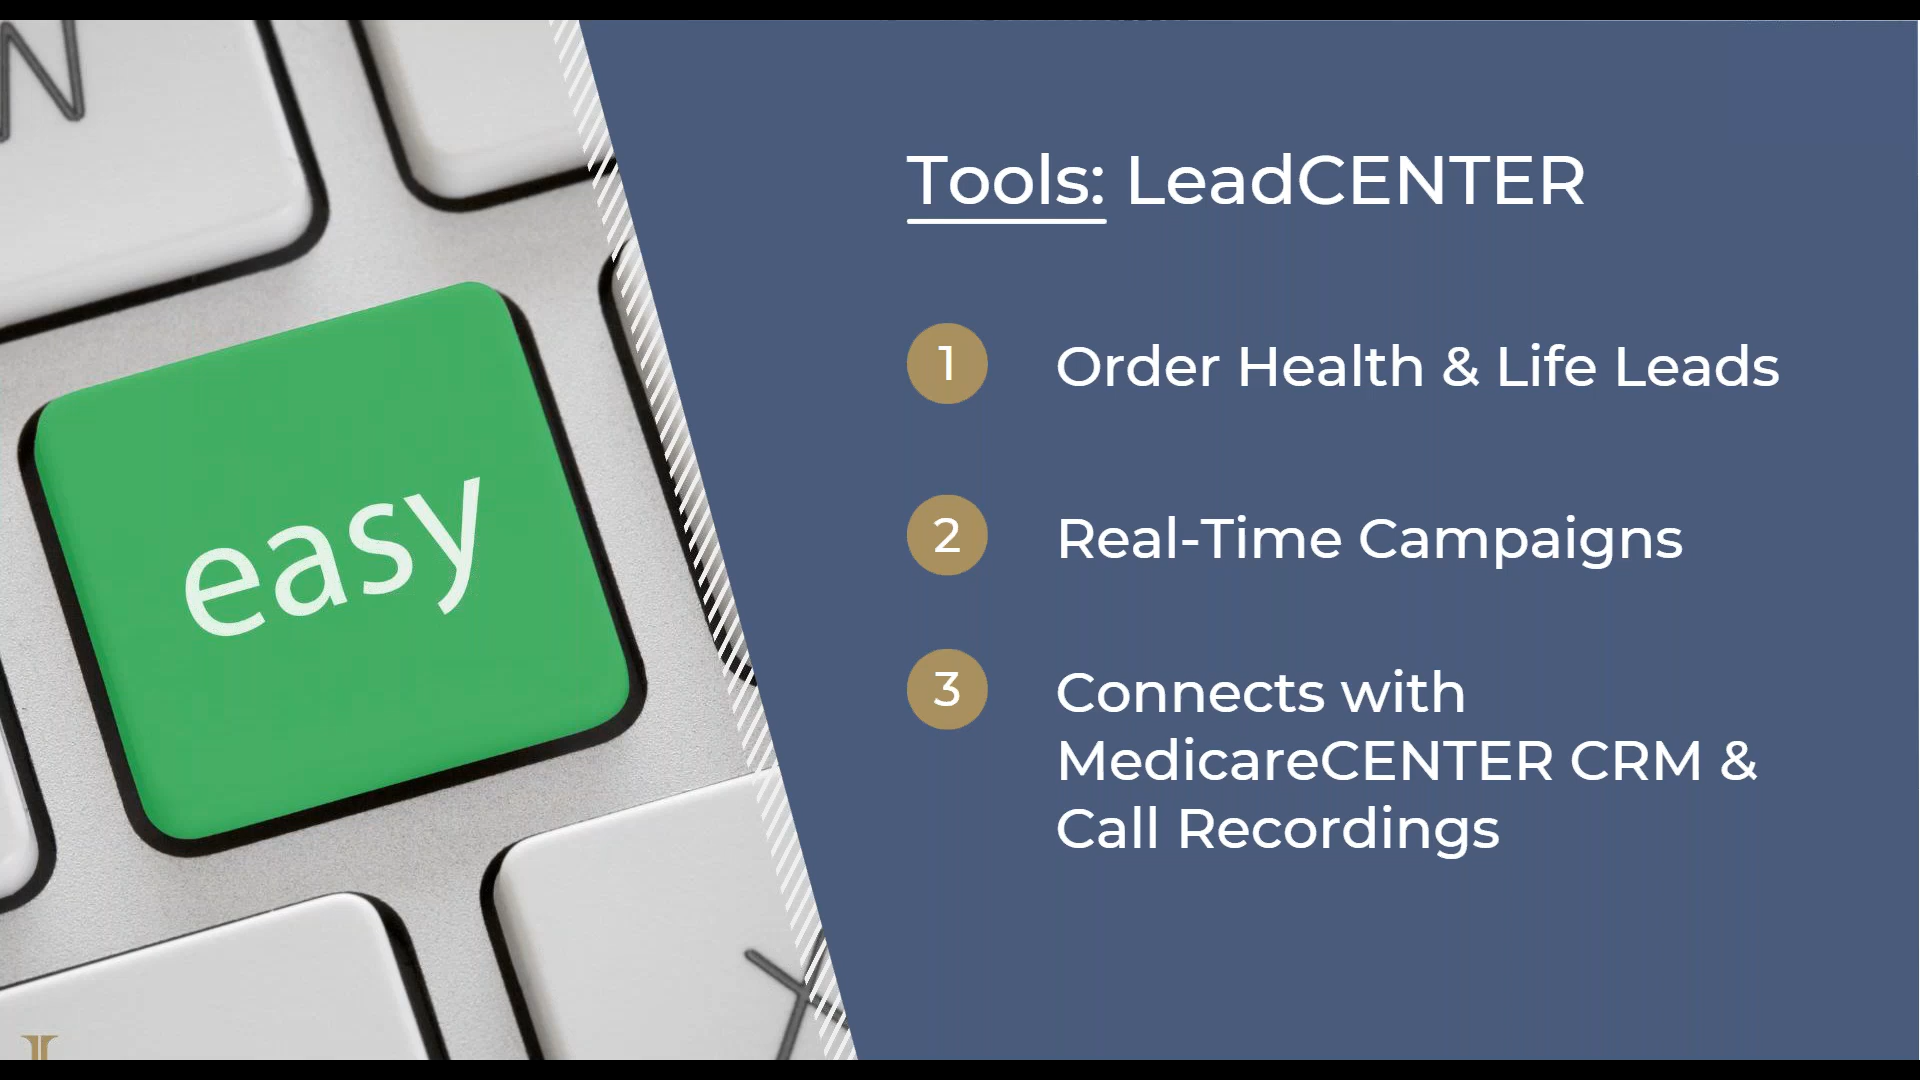 Tools: LeadCENTER
1 Order Health & Life Leads
2 Real-Time Campaigns
3 Connects with
MedicareCENTER CRM &
Call Recordings
easy
N